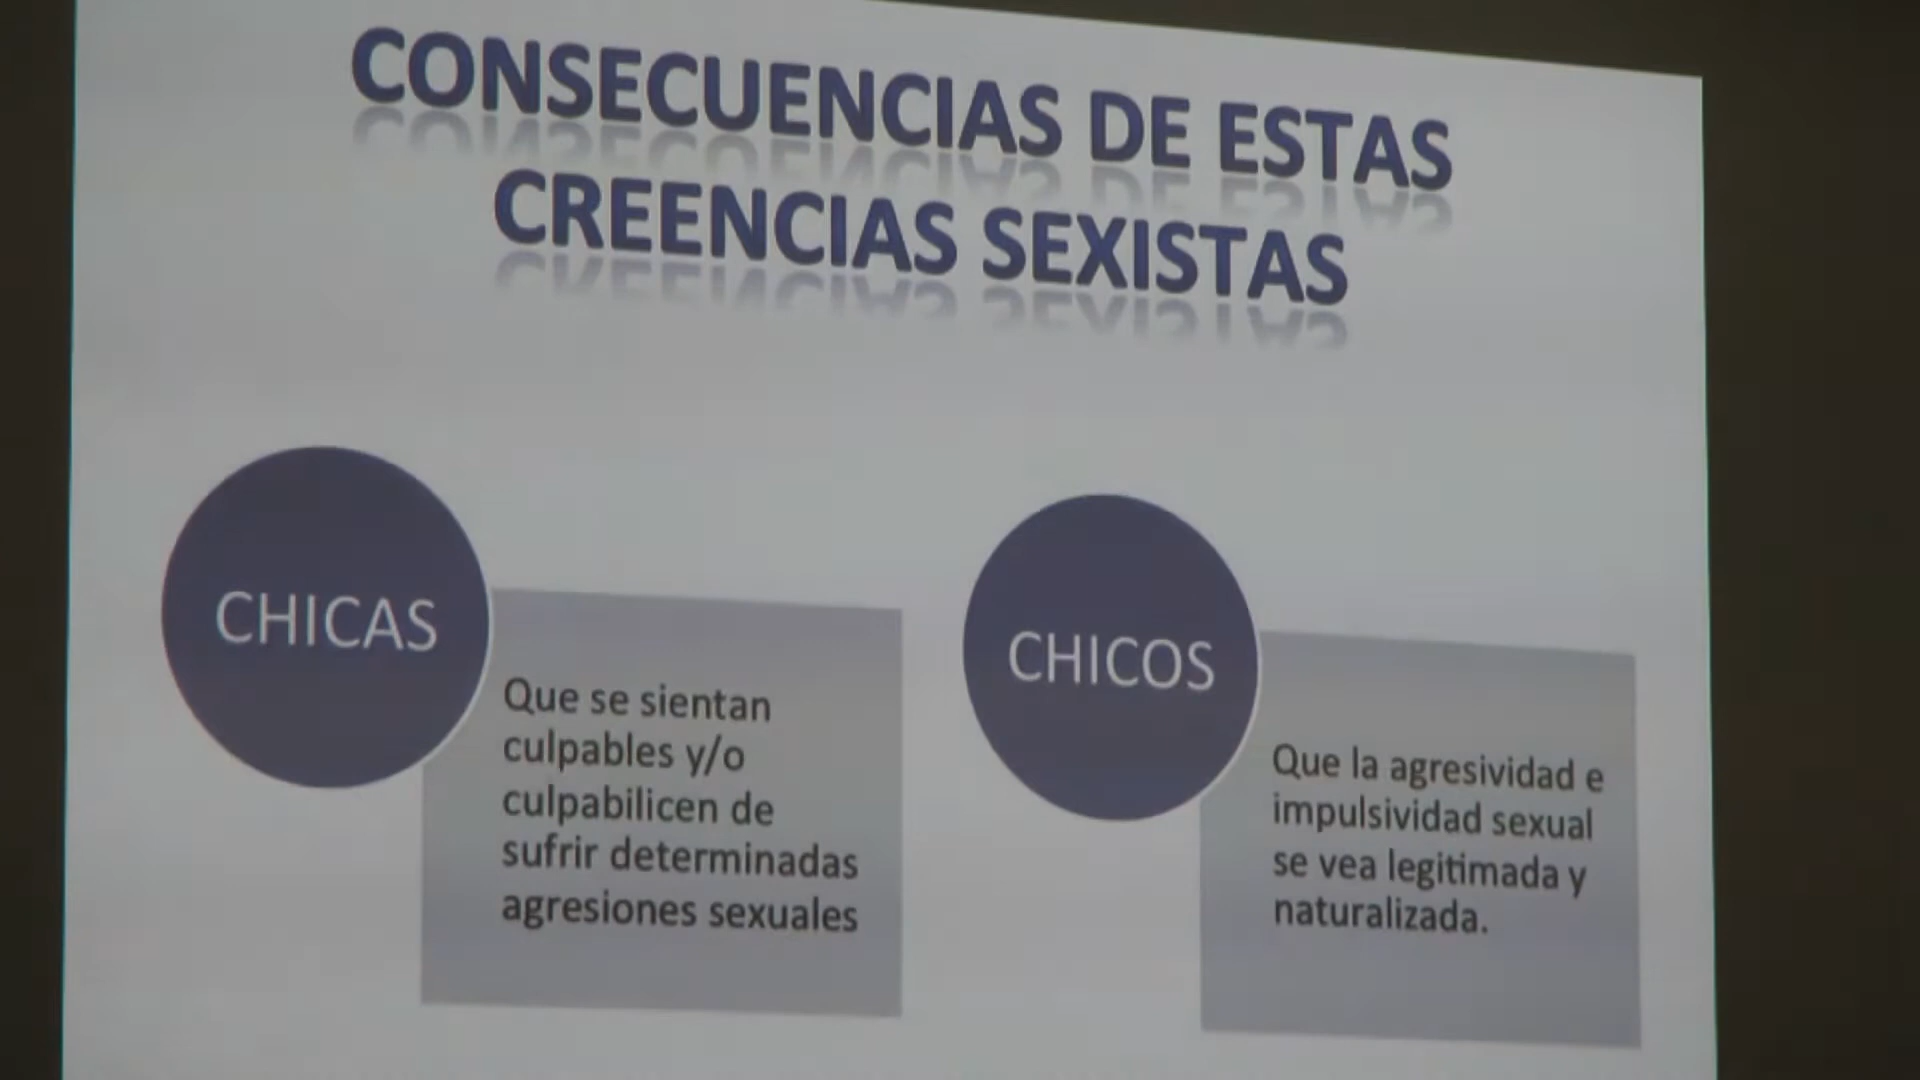 CONSECUENCIAS DE ESTAS
CREENCIAS SEXISTAS
CHICAS
Que se sientan
culpables y/o
culpabilicen de
sufrir determinadas
agresiones sexuales
CHICOS
Que la agresividad e
impulsividad sexual
se vea legitimada y
naturalizada.